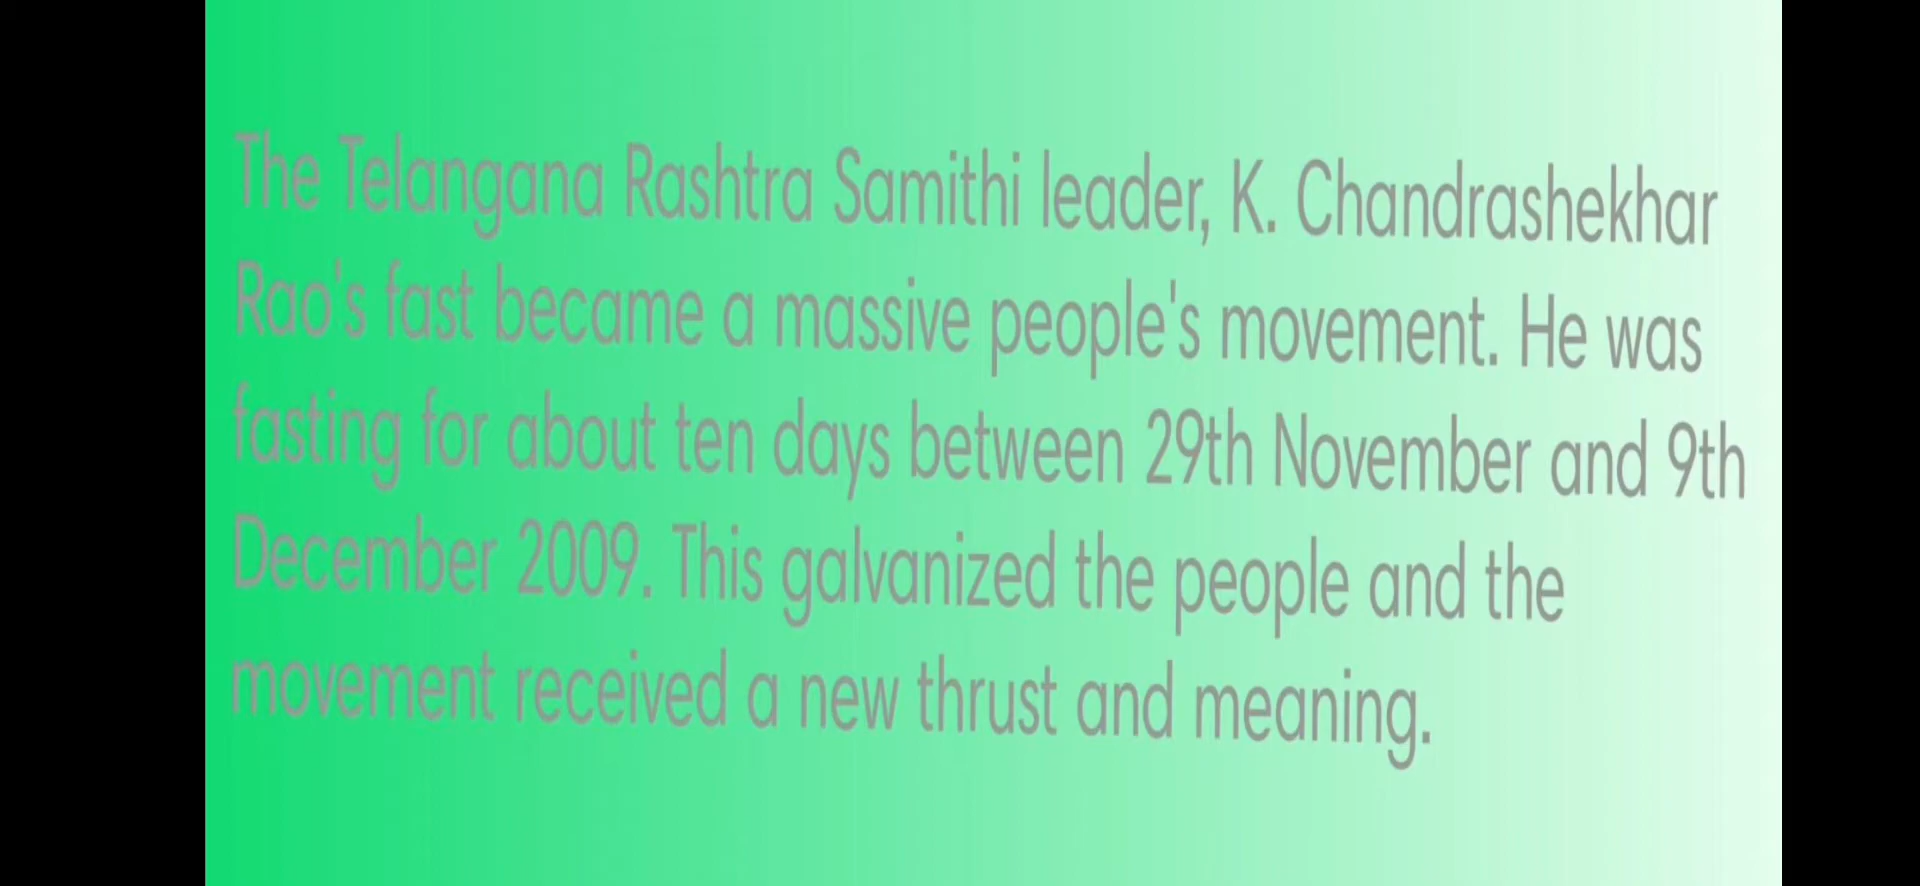 The Telangana Rashtra Samithi leader, K. Chandrashekhar
Rao's fast became a massive people's movement. He was
fasting for about ten days between 29th November and 9th
December 2009. This galvanized the people and the
movement received a new thrust and meaning.